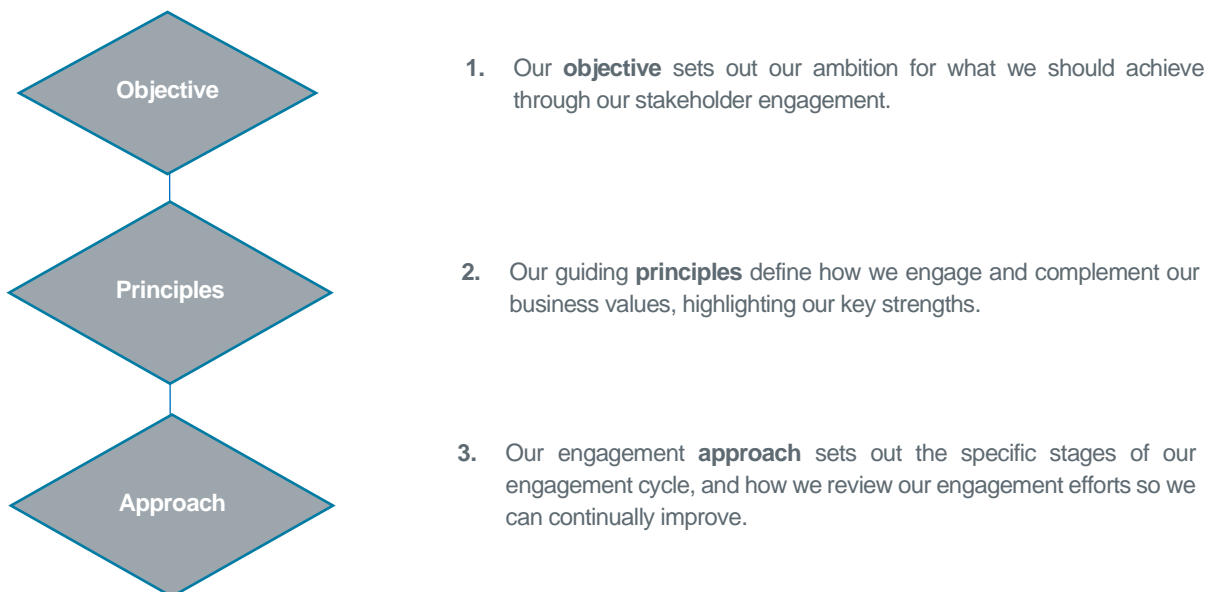 Objective
1. Our objective sets out our ambition for what we should achieve
through our stakeholder engagement.
Principles
2. Our guiding principles define how we engage and complement our
business values, highlighting our key strengths.
Approach
3. Our engagement approach sets out the specific stages of our
engagement cycle, and how we review our engagement efforts so we
can continually improve.